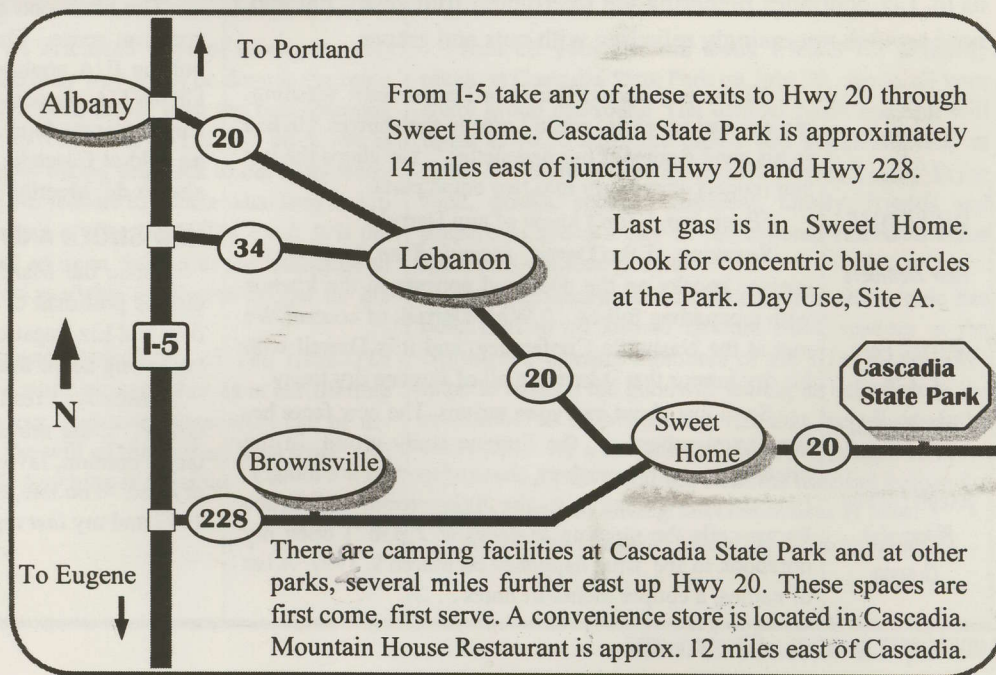 To Portland
Albany
20
From I-5 take any of these exits to Hwy 20 through
Sweet Home. Cascadia State Park is approximately
14 miles east of junction Hwy 20 and Hwy 228.
34
Lebanon
Last gas is in Sweet Home.
Look for concentric blue circles
at the Park. Day Use, Site A.
I-5
N
20
Cascadia
State Park
Sweet
Home
20
Brownsville
228
To Eugene
There are camping facilities at Cascadia State Park and at other
parks, several miles further east up Hwy 20. These spaces are
first come, first serve. A convenience store is located in Cascadia.
Mountain House Restaurant is approx. 12 miles east of Cascadia.